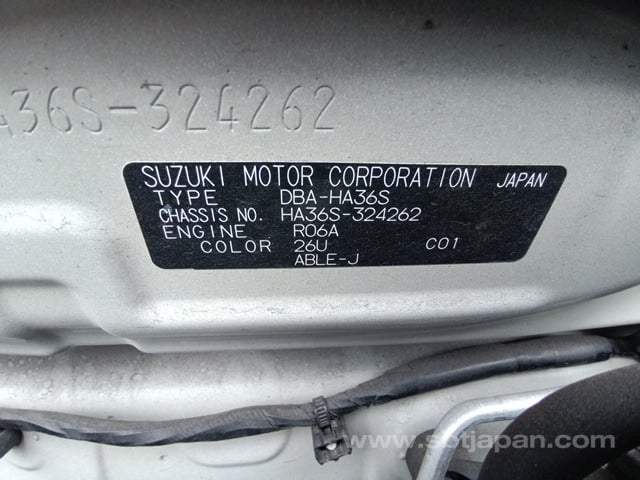 A36S-324262
SUZUKI MOTOR CORPORATION JAPAN
TYPE DBA-HA36S
CHASSIS NO. HA36S-324262
ENGINE R06A
COLOR 26U C01
ABLE-J
www.sbtjapan.com